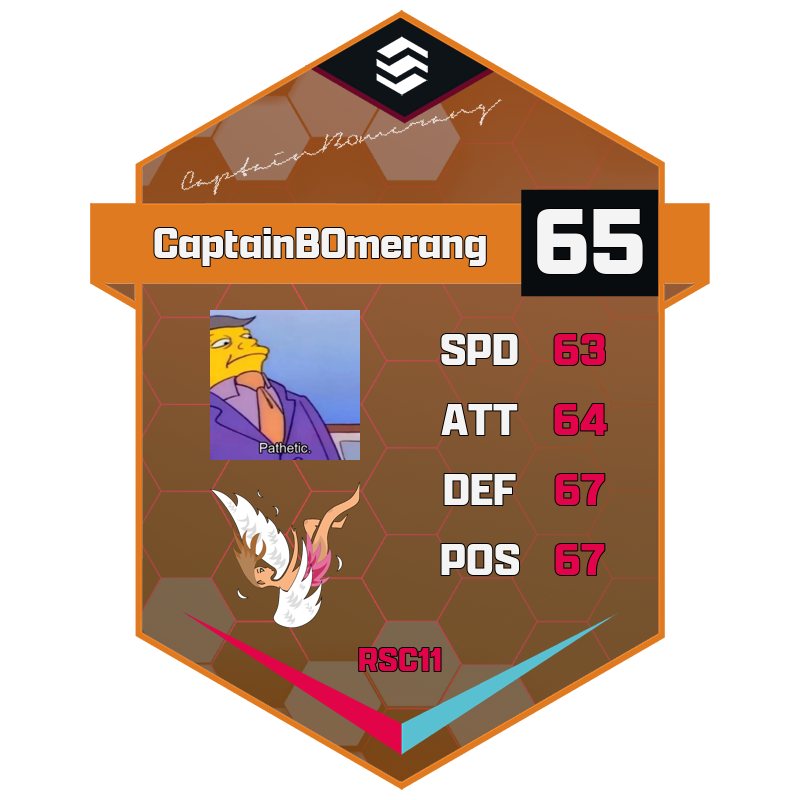 CaptainBOmerang
CaptainBOmerang 65
Pathetic.
SPD 63
ATT 64
DEF 67
POS 67
RSC11